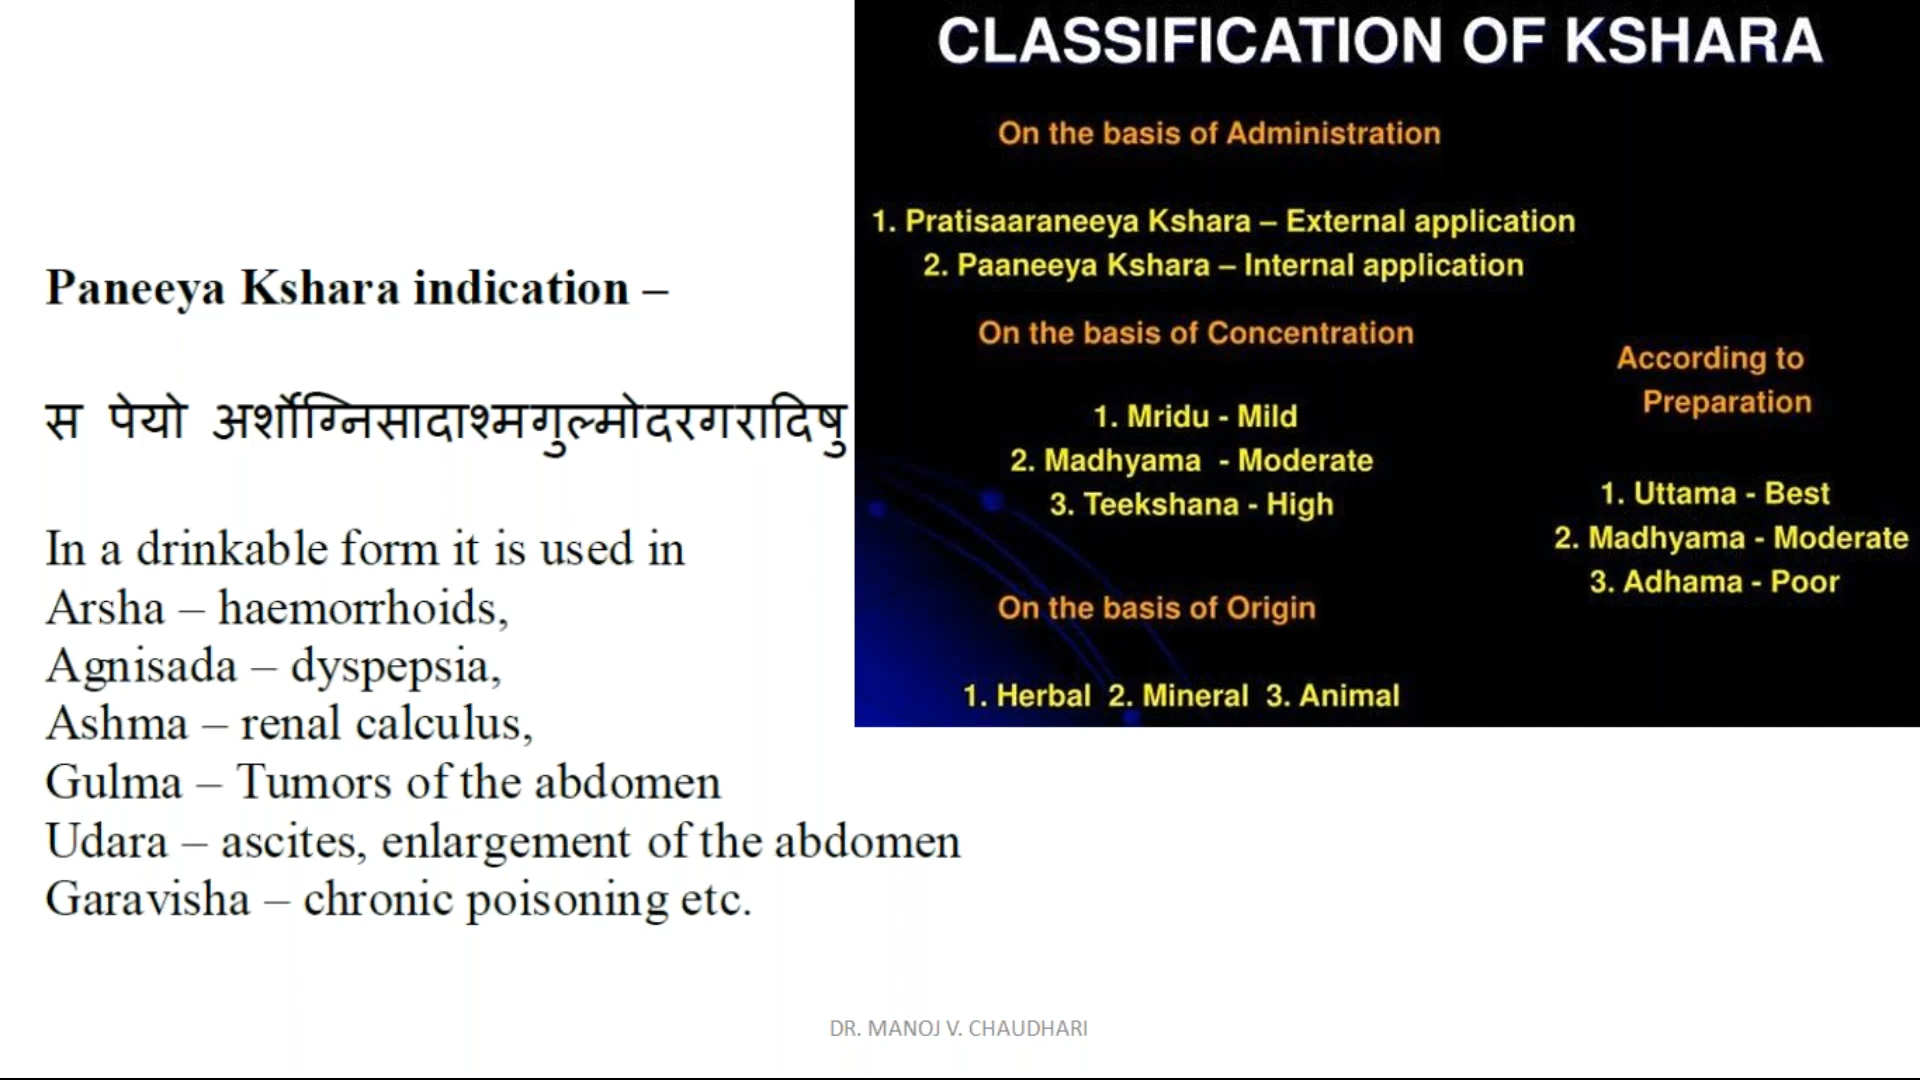 Paneeya Kshara indication –
स पेयो अर्शोग्निसादाश्मगुल्मोदरगरादिषु
In a drinkable form it is used in
Arsha – haemorrhoids,
Agnisada – dyspepsia,
Ashma – renal calculus,
Gulma – Tumors of the abdomen
Udara – ascites, enlargement of the abdomen
Garavisha – chronic poisoning etc.
CLASSIFICATION OF KSHARA
On the basis of Administration
1. Pratisaaraneeya Kshara – External application
2. Paaneeya Kshara – Internal application
On the basis of Concentration
1. Mridu - Mild
2. Madhyama - Moderate
3. Teekshana - High
On the basis of Origin
1. Herbal 2. Mineral 3. Animal
According to
Preparation
1. Uttama - Best
2. Madhyama - Moderate
3. Adhama - Poor
DR. MANOJ V. CHAUDHARI